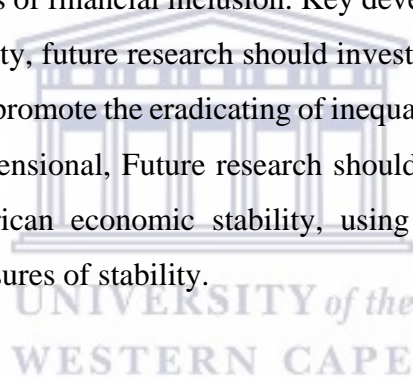 s of financial inclusion. Key deve
ty, future research should invest
promote the eradicating of inequa
ensional, Future research should
rican economic stability, using
sures of stability.
UNIVERSITY of the
WESTERN CAPE